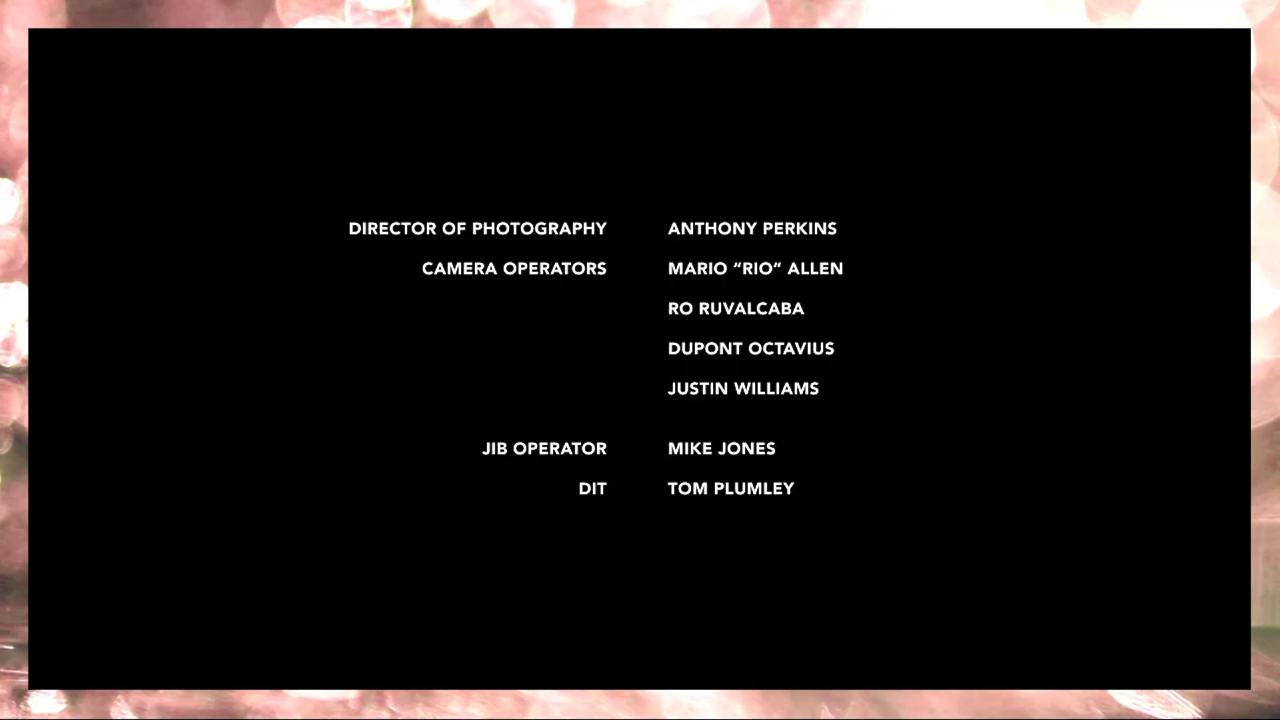 DIRECTOR OF PHOTOGRAPHY ANTHONY PERKINS
CAMERA OPERATORS MARIO “RIO” ALLEN
RO RUVALCABA
DUPONT OCTAVIUS
JUSTIN WILLIAMS
JIB OPERATOR MIKE JONES
DIT TOM PLUMLEY